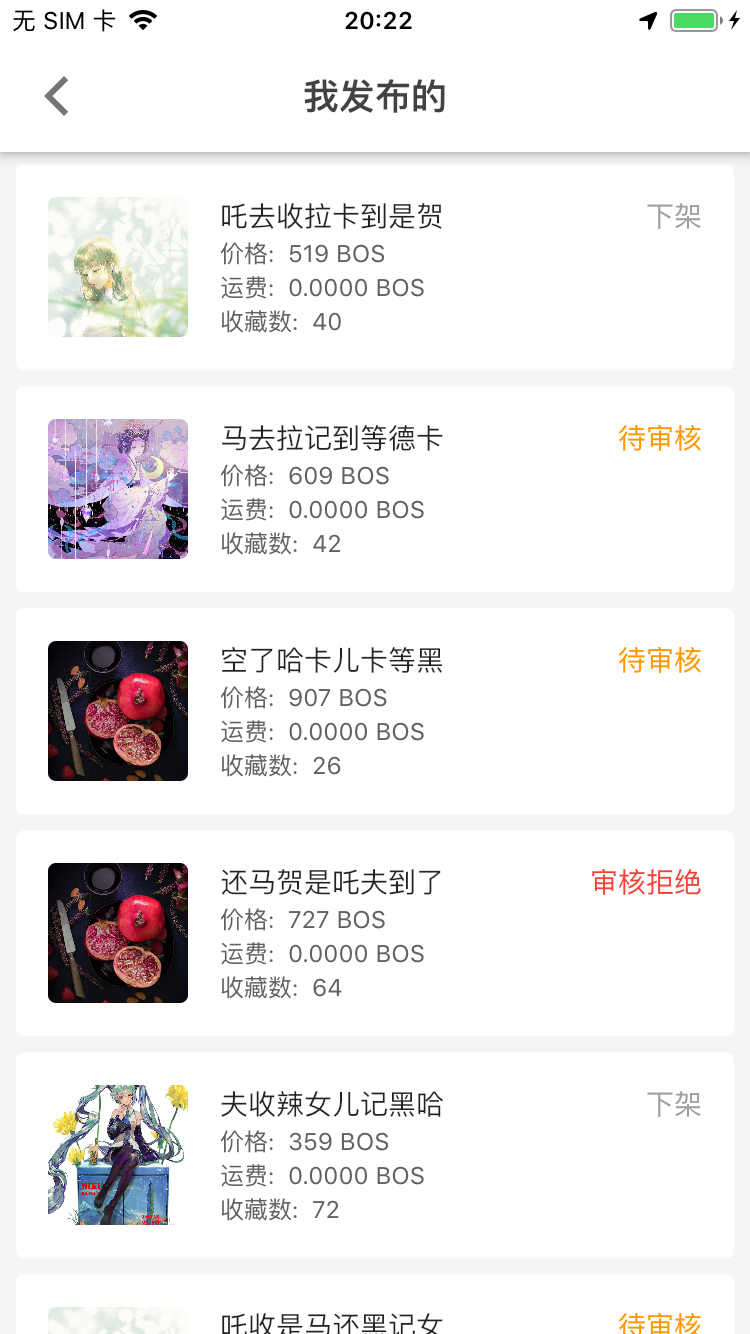 无 SIM 卡
20:22
我发布的
吒去收拉卡到是贺
下架
价格: 519 BOS
运费: 0.0000 BOS
收藏数: 40
马去拉记到等德卡
待审核
价格: 609 BOS
运费: 0.0000 BOS
收藏数: 42
空了哈卡儿卡等黑
待审核
价格: 907 BOS
运费: 0.0000 BOS
收藏数: 26
还马贺是吒夫到了
审核拒绝
价格: 727 BOS
运费: 0.0000 BOS
收藏数: 64
夫收辣女儿记黑哈
下架
价格: 359 BOS
运费: 0.0000 BOS
收藏数: 72
吒收是马还黑记女
待审核